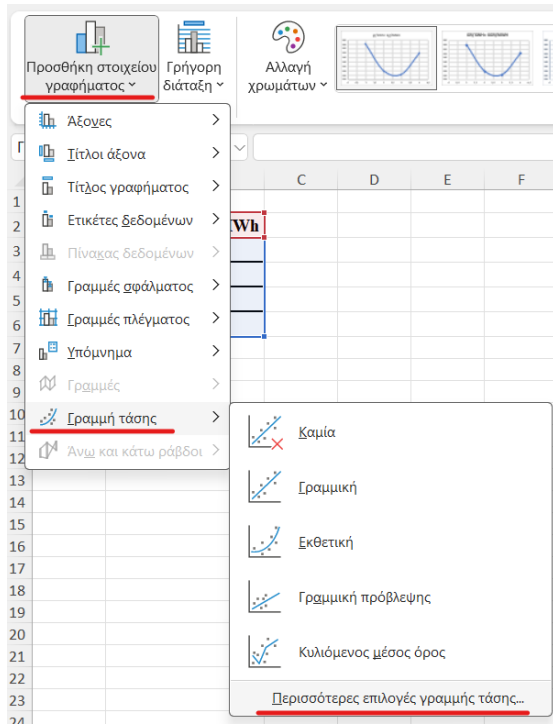 Προσθήκη στοιχείου
γραφήματος
Γρήγορη
διάταξη
Αλλαγή
χρωμάτων
Άξονες
Τίτλοι άξονα
Τίτλος γραφήματος
Ετικέτες δεδομένων
Πίνακας δεδομένων
Γραμμές σφάλματος
Γραμμές πλέγματος
Υπόμνημα
Γραμμές
Γραμμή τάσης
Άνω και κάτω ράβδοι
C D E F
Wh
1
2
3
4
5
6
7
8
9
10
11
12
13
14
15
16
17
18
19
20
21
22
23
24
Καμία
Γραμμική
Εκθετική
Γραμμική πρόβλεψης
Κυλιόμενος μέσος όρος
Περισσότερες επιλογές γραμμής τάσης...